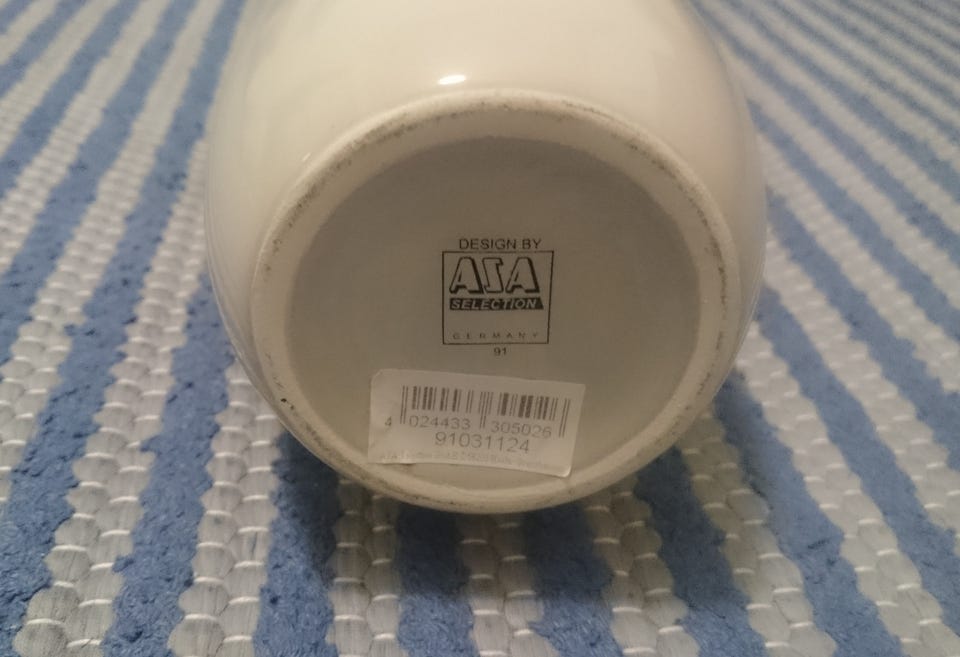 DESIGN BY
ASA
SELECTION
GERMANY
91
4 024433 305026
91031124